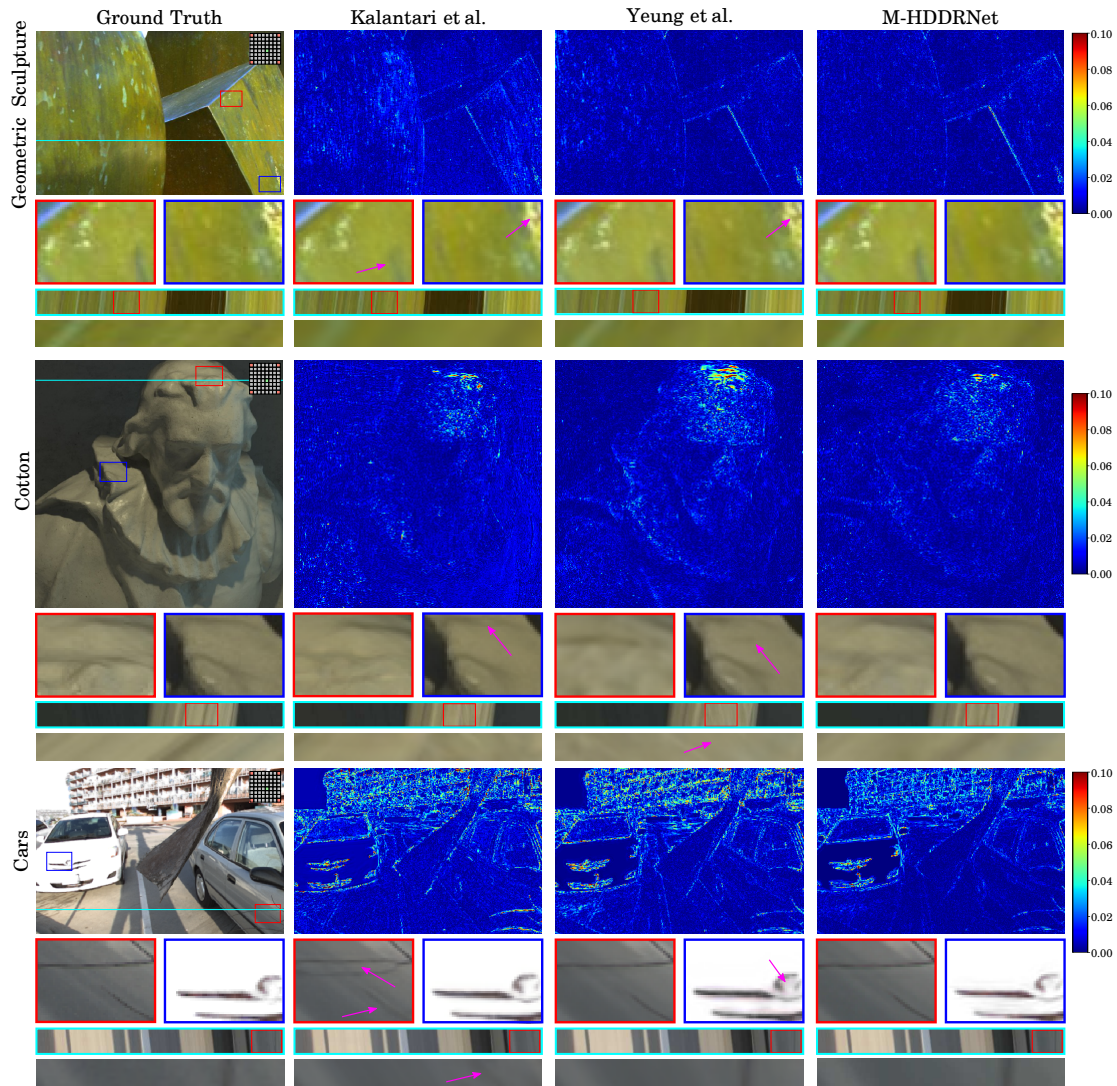 Ground Truth
Kalantari et al.
Yeung et al.
M-HDDRNet
Geometric Sculpture
0.10
0.08
0.06
0.04
0.02
0.00
Cotton
0.10
0.08
0.06
0.04
0.02
0.00
Cars
0.10
0.08
0.06
0.04
0.02
0.00